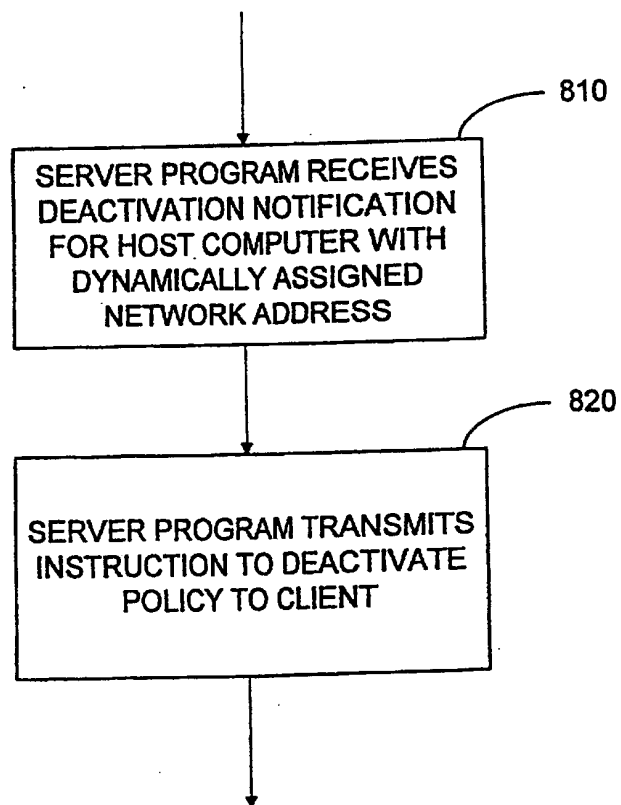 810
SERVER PROGRAM RECEIVES
DEACTIVATION NOTIFICATION
FOR HOST COMPUTER WITH
DYNAMICALLY ASSIGNED
NETWORK ADDRESS
820
SERVER PROGRAM TRANSMITS
INSTRUCTION TO DEACTIVATE
POLICY TO CLIENT